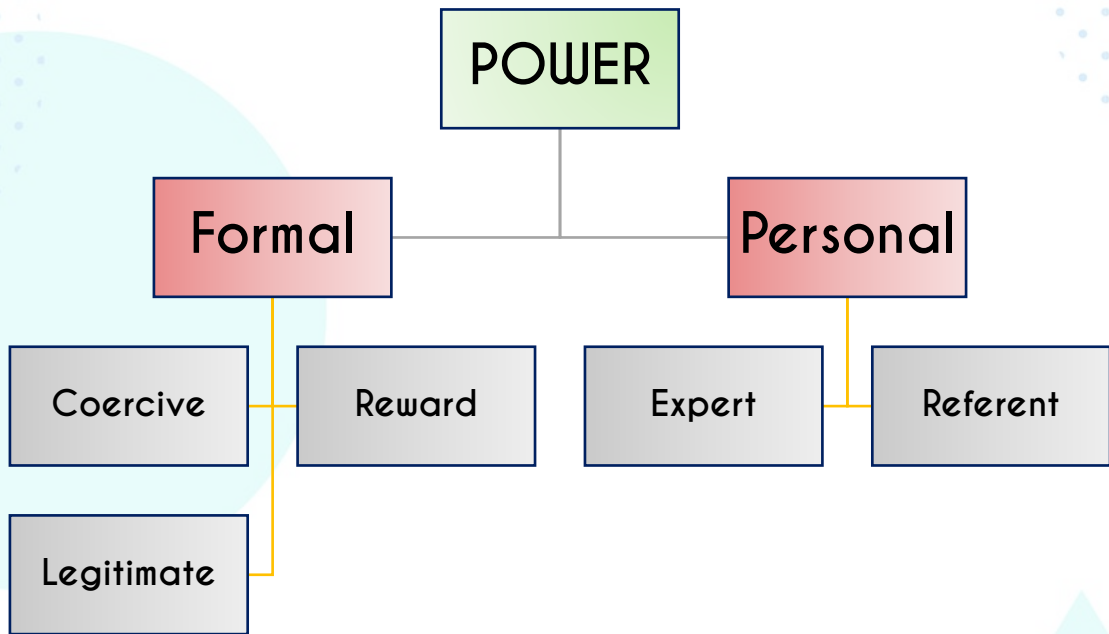 POWER
Formal
Personal
Coercive
Reward
Expert
Referent
Legitimate